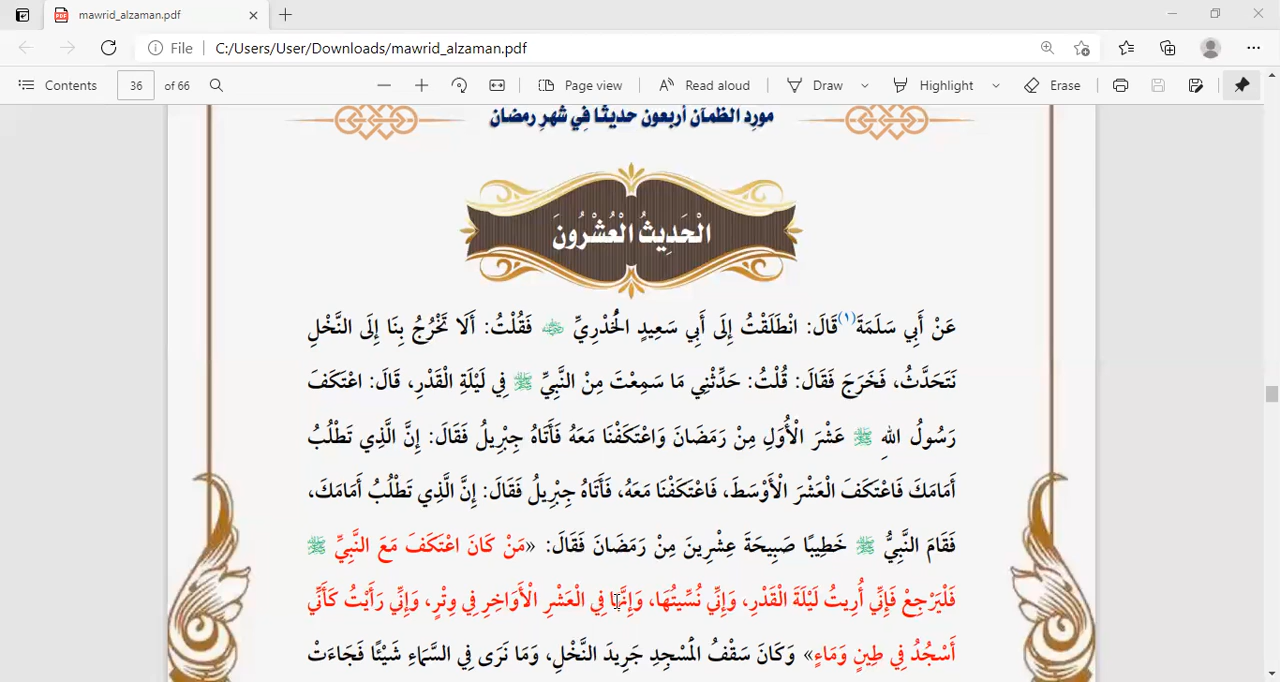 mawrid_alzaman.pdf
File C:/Users/User/Downloads/mawrid_alzaman.pdf
Contents 36 of 66 Page view Read aloud Draw Highlight Erase
مورد الظمآن أربعون حديثا في شهر رمضان
الْحَدِيثُ الْعُشْرُونَ
عَنْ أَبِي سَلَمَةَ(١) قَالَ: انْطَلَقْتُ إِلَى أَبِي سَعِيدٍ الْخُدْرِيِّ ﵁ فَقُلْتُ: أَلَا تَخْرُجُ بِنَا إِلَى النَّخْلِ
نَتَحَدَّثُ، فَخَرَجَ فَقَالَ: قُلْتُ: حَدِّثْنِي مَا سَمِعْتَ مِنْ النَّبِيِّ ﷺ فِي لَيْلَةِ الْقَدْرِ، قَالَ: اعْتَكَفَ
رَسُولُ اللهِ ﷺ عَشْرَ الْأُوَلِ مِنْ رَمَضَانَ وَاعْتَكَفْنَا مَعَهُ فَأَتَاهُ جِبْرِيلُ فَقَالَ: إِنَّ الَّذِي تَطْلُبُ
أَمَامَكَ فَاعْتَكَفَ الْعَشْرَ الْأَوْسَطَ، فَاعْتَكَفْنَا مَعَهُ، فَأَتَاهُ جِبْرِيلُ فَقَالَ: إِنَّ الَّذِي تَطْلُبُ أَمَامَكَ،
فَقَامَ النَّبِيُّ ﷺ خَطِيبًا صَبِيحَةَ عِشْرِينَ مِنْ رَمَضَانَ فَقَالَ: «مَنْ كَانَ اعْتَكَفَ مَعَ النَّبِيِّ ﷺ
فَلْيَرْجِعْ فَإِنِّي أُرِيتُ لَيْلَةَ الْقَدْرِ، وَإِنِّي نُسِّيتُهَا، وَإِنَّهَا فِي الْعَشْرِ الْأَوَاخِرِ فِي وِتْرٍ، وَإِنِّي رَأَيْتُ كَأَنِّي
أَسْجُدُ فِي طِينٍ وَمَاءٍ» وَكَانَ سَقْفُ الْمَسْجِدِ جَرِيدَ النَّخْلِ، وَمَا نَرَى فِي السَّمَاءِ شَيْئًا فَجَاءَتْ